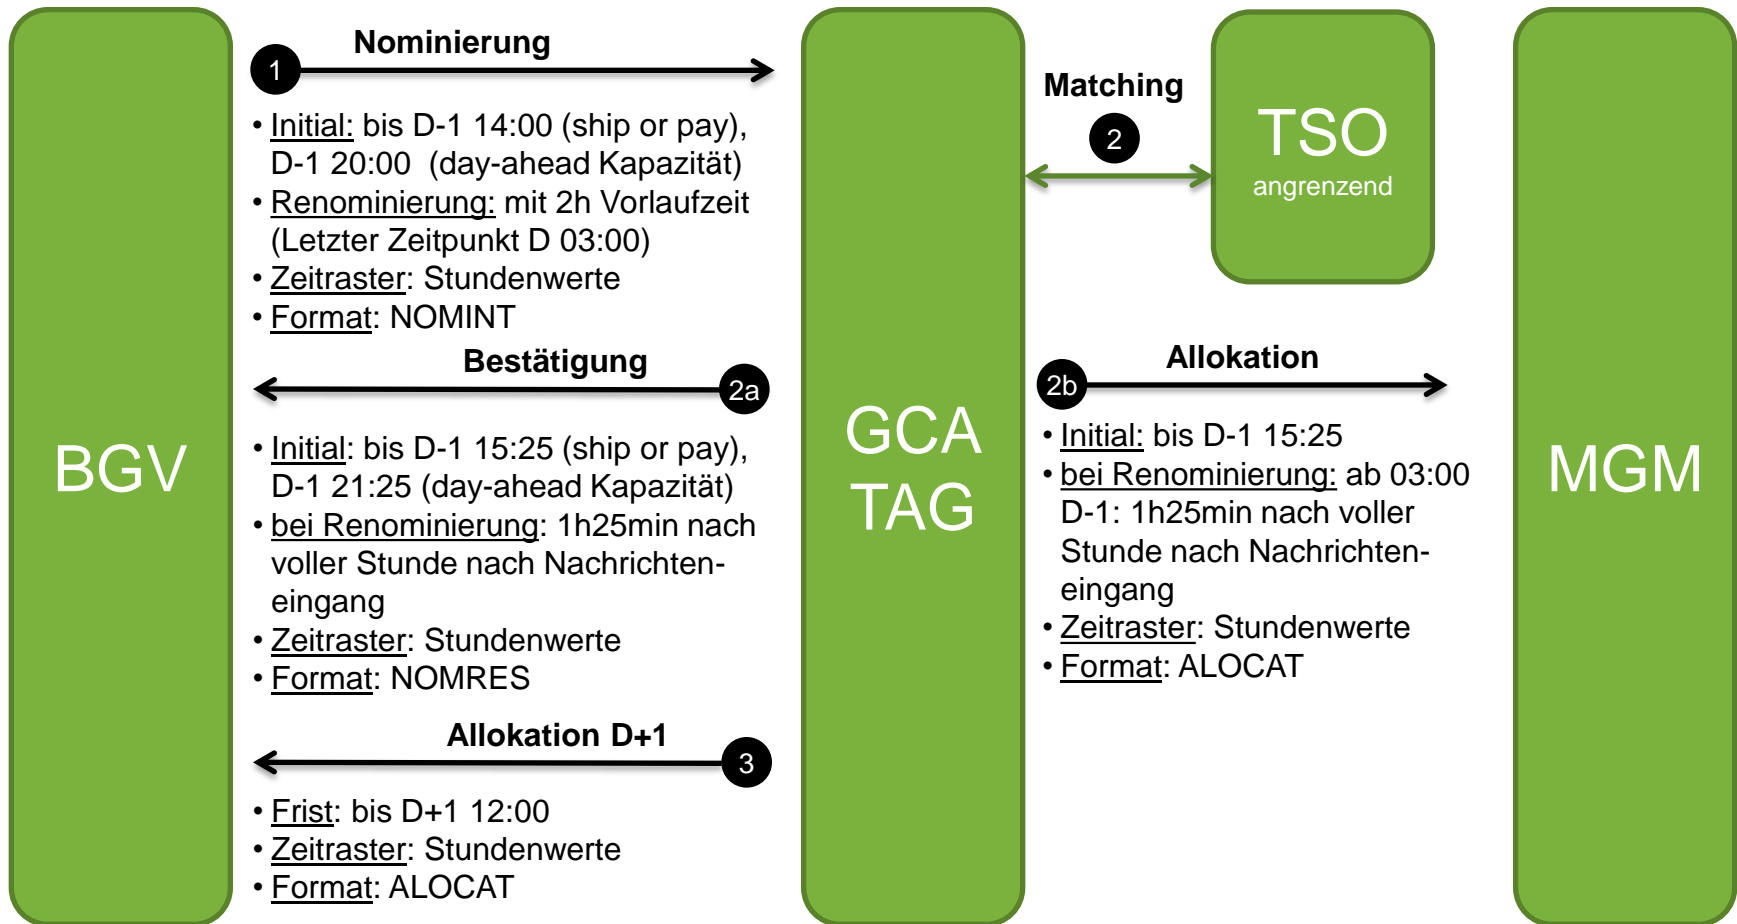 BGV
Nominierung
1
• Initial: bis D-1 14:00 (ship or pay),
D-1 20:00 (day-ahead Kapazität)
• Renominierung: mit 2h Vorlaufzeit
(Letzter Zeitpunkt D 03:00)
• Zeitraster: Stundenwerte
• Format: NOMINT
Bestätigung
2a
• Initial: bis D-1 15:25 (ship or pay),
D-1 21:25 (day-ahead Kapazität)
• bei Renominierung: 1h25min nach
voller Stunde nach Nachrichten-
eingang
• Zeitraster: Stundenwerte
• Format: NOMRES
Allokation D+1
3
• Frist: bis D+1 12:00
• Zeitraster: Stundenwerte
• Format: ALOCAT
GCA
TAG
Matching
2
TSO
angrenzend
Allokation
2b
• Initial: bis D-1 15:25
• bei Renominierung: ab 03:00
D-1: 1h25min nach voller
Stunde nach Nachrichten-
eingang
• Zeitraster: Stundenwerte
• Format: ALOCAT
MGM